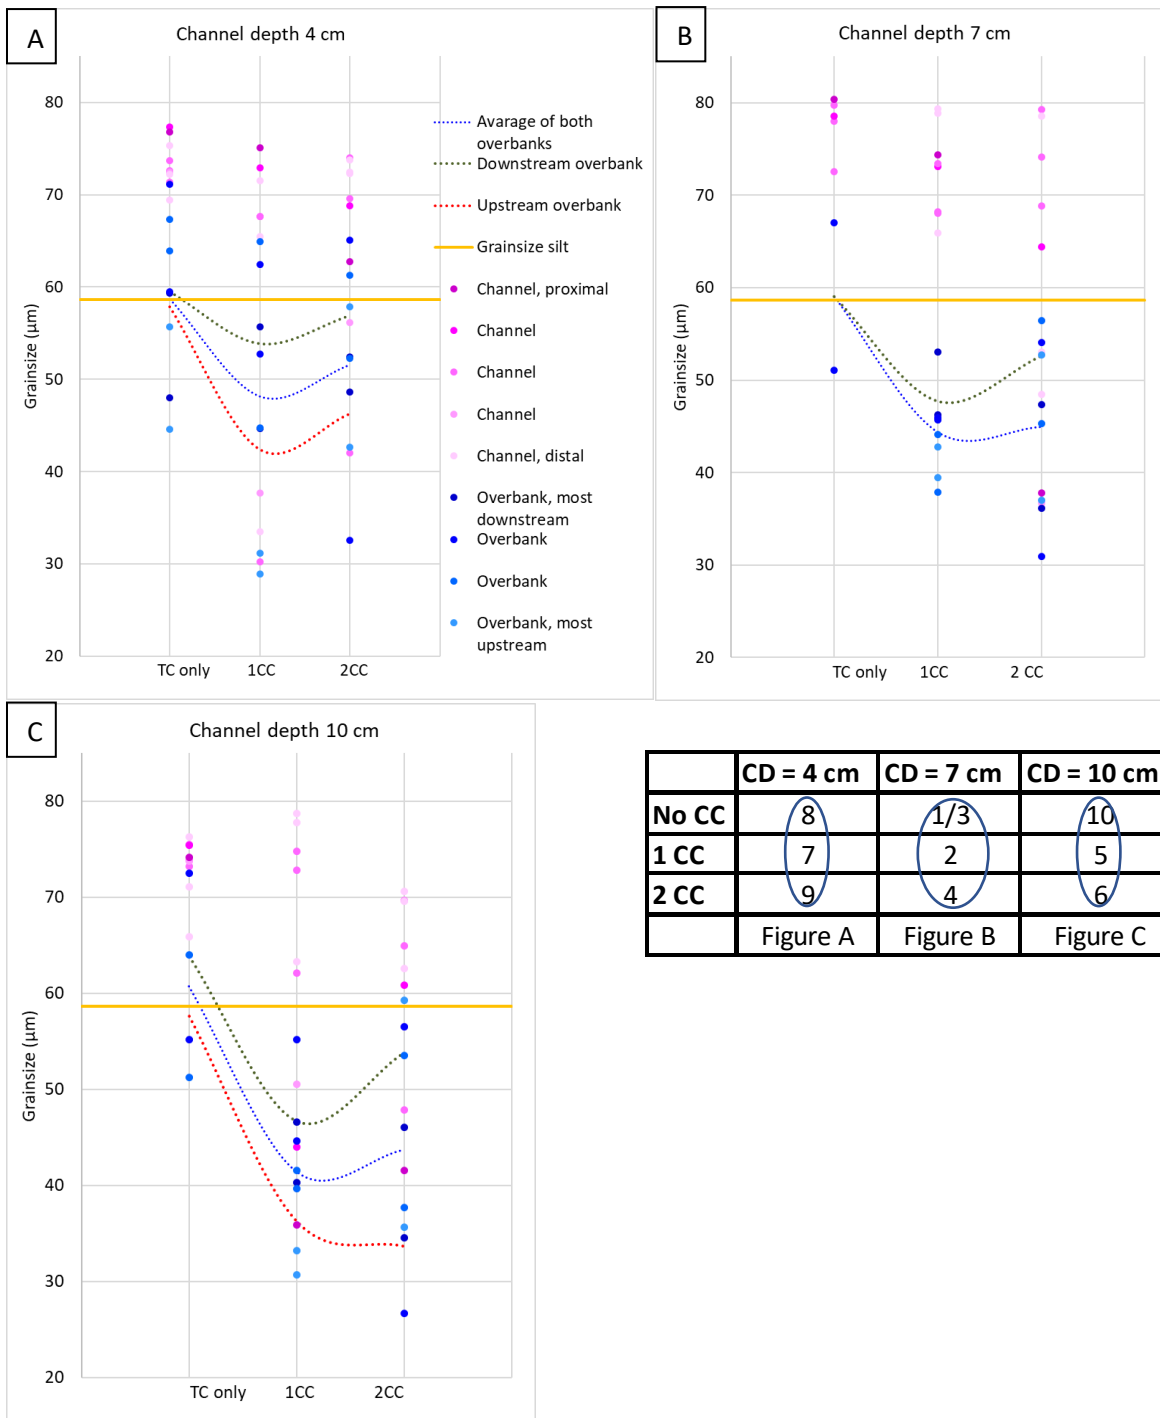 A
Channel depth 4 cm
80
70
60
50
40
30
20
Grainsize (µm)
TC only
1CC
2CC
Avarage of both
overbanks
Downstream overbank
Upstream overbank
Grainsize silt
Channel, proximal
Channel
Channel
Channel
Channel, distal
Overbank, most
downstream
Overbank
Overbank
Overbank, most
upstream
B
Channel depth 7 cm
80
70
60
50
40
30
20
Grainsize (µm)
TC only
1CC
2 CC
C
Channel depth 10 cm
80
70
60
50
40
30
20
Grainsize (µm)
TC only
1CC
2CC
CD = 4 cm CD = 7 cm CD = 10 cm
No CC 8 1/3 10
1 CC 7 2 5
2 CC 9 4 6
Figure A Figure B Figure C